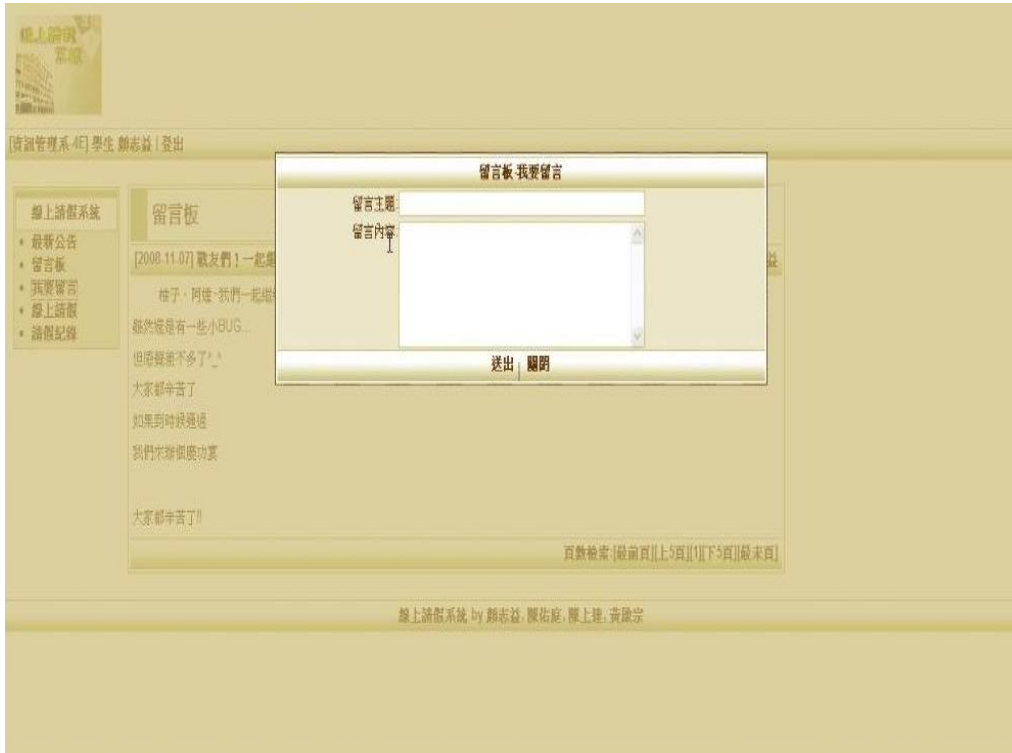 線上請假
系統
[資訊管理系-4E] 學生 顏志益 | 登出
線上請假系統
• 最新公告
• 留言板
• 我要留言
• 線上請假
• 請假紀錄
留言板
[2008-11-07] 戰友們！一起
益
柚子、阿達-我們一起
雖然還是有一些小BUG...
但感覺差不多了^_^
大家都辛苦了
如果到時候通過
我們來辦個慶功宴
大家都辛苦了!!
頁數檢索:[最前頁][上5頁][1][下5頁][最末頁]
留言板-我要留言
留言主題:
留言內容:
送出 | 關閉
線上請假系統 by 顏志益, 陳佑庭, 陳上達, 黃啟宗